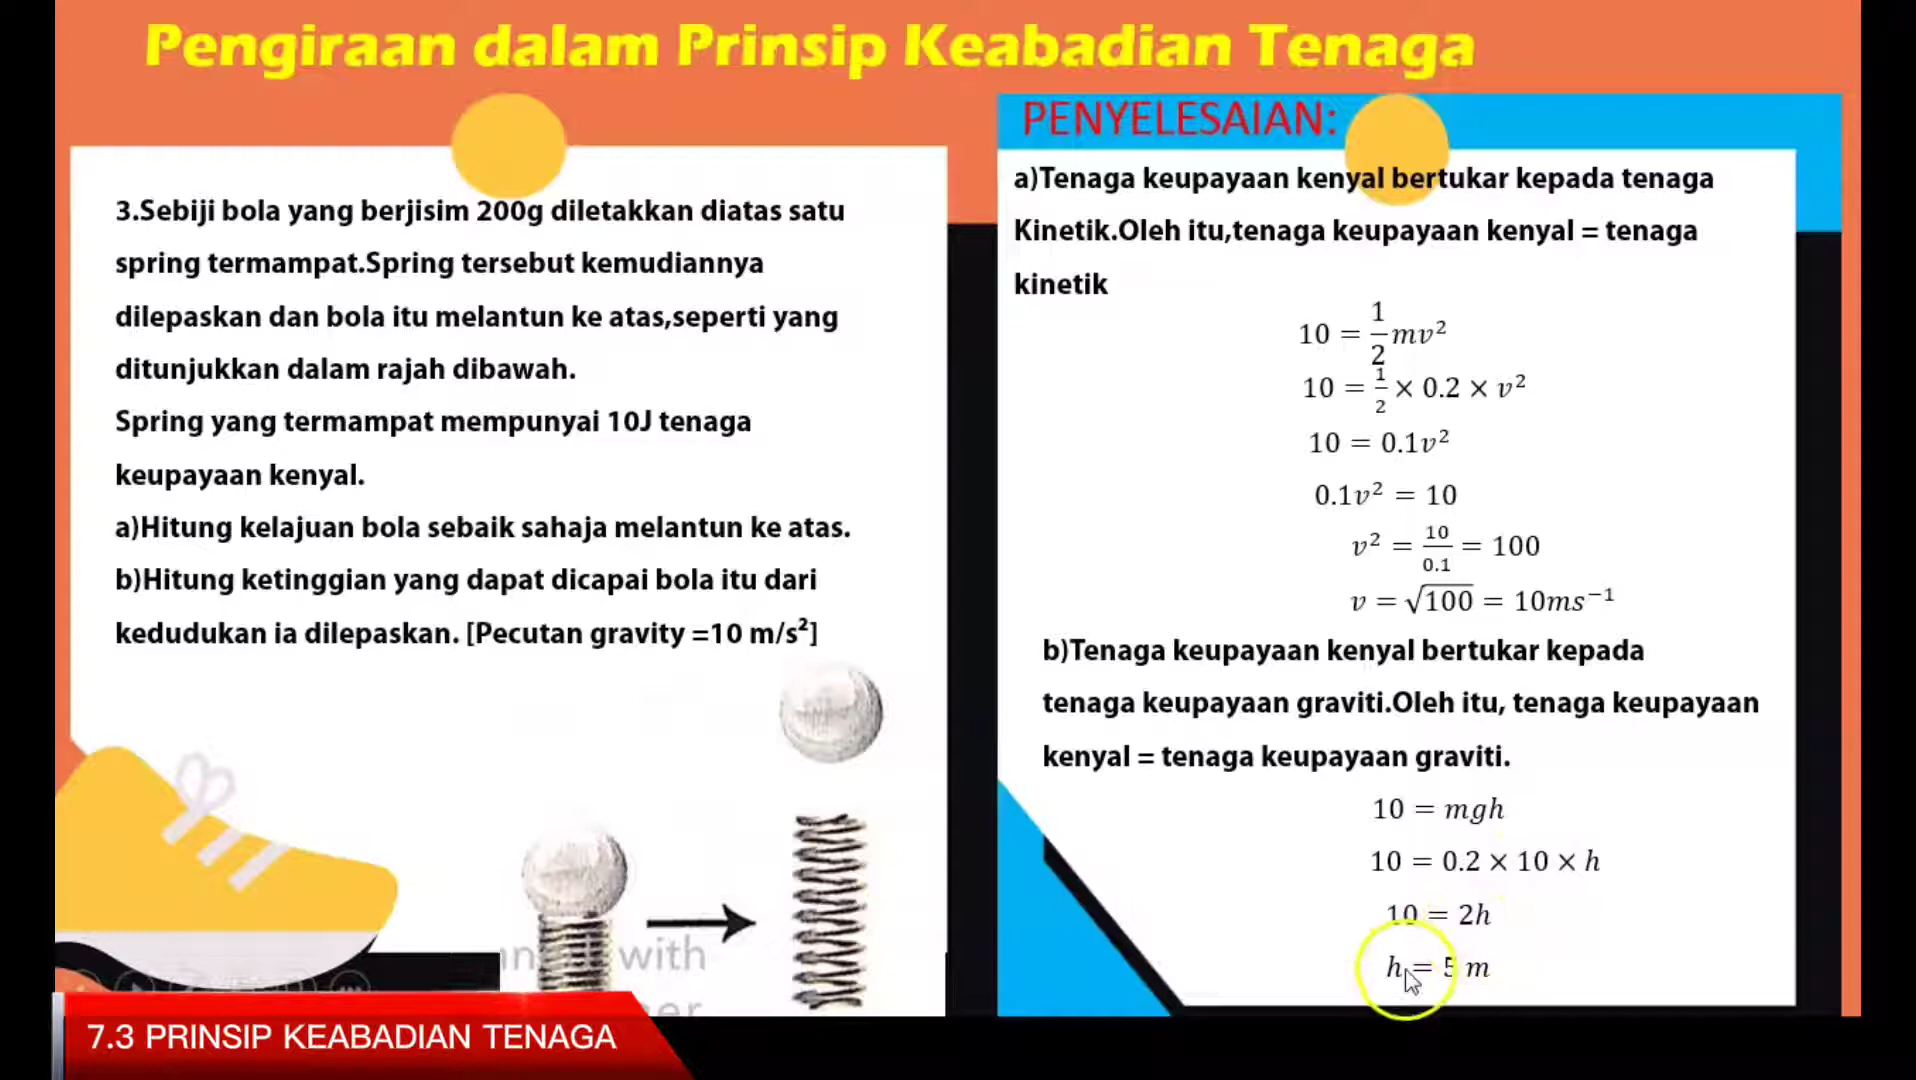 Pengiraan dalam Prinsip Keabadian Tenaga
3.Sebiji bola yang berjisim 200g diletakkan diatas satu
spring termampat.Spring tersebut kemudiannya
dilepaskan dan bola itu melantun ke atas,seperti yang
ditunjukkan dalam rajah dibawah.
Spring yang termampat mempunyai 10J tenaga
keupayaan kenyal.
a)Hitung kelajuan bola sebaik sahaja melantun ke atas.
b)Hitung ketinggian yang dapat dicapai bola itu dari
kedudukan ia dilepaskan. [Pecutan gravity =10 m/s²]
with
PENYELESAIAN:
a)Tenaga keupayaan kenyal bertukar kepada tenaga
Kinetik.Oleh itu,tenaga keupayaan kenyal = tenaga
kinetik
10 = 1/2 mv²
10 = 1/2 × 0.2 × v²
10 = 0.1v²
0.1v² = 10
v² = 10/0.1 = 100
v = √100 = 10ms⁻¹
b)Tenaga keupayaan kenyal bertukar kepada
tenaga keupayaan graviti.Oleh itu, tenaga keupayaan
kenyal = tenaga keupayaan graviti.
10 = mgh
10 = 0.2 × 10 × h
10 = 2h
h = 5 m
7.3 PRINSIP KEABADIAN TENAGA